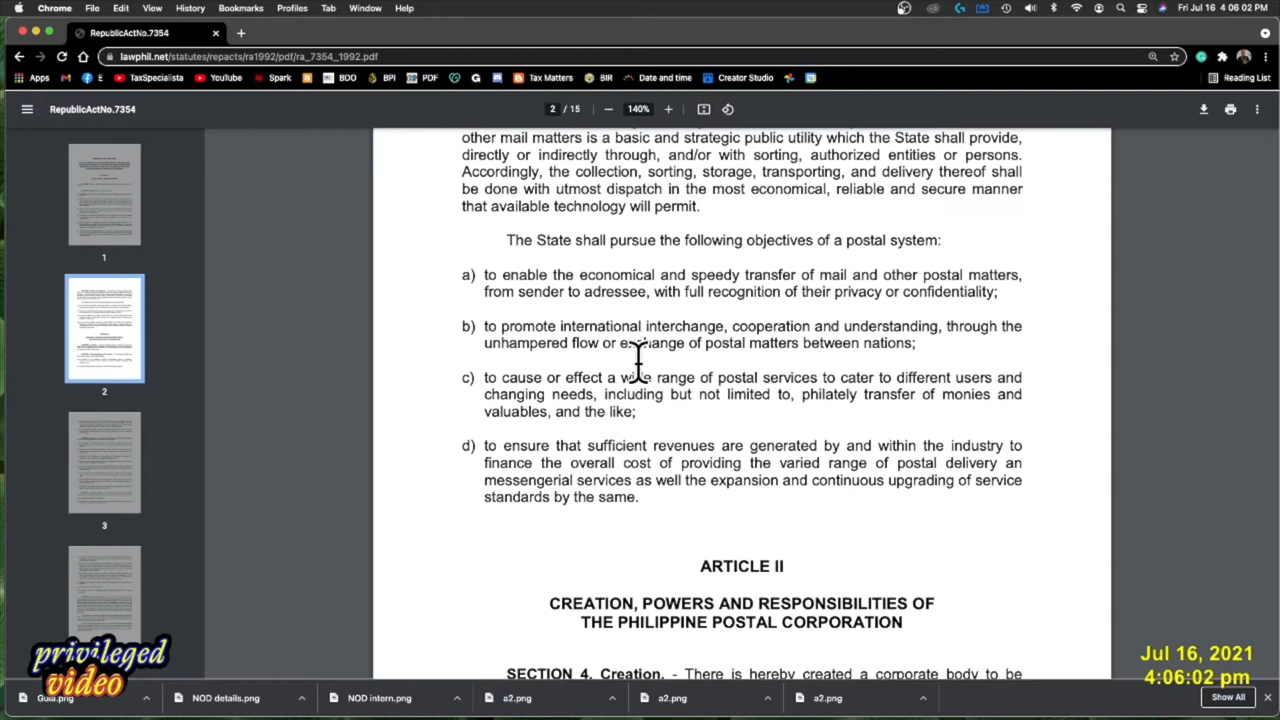 Chrome File Edit View History Bookmarks Profiles Tab Window Help Fri Jul 16 4:06:02 PM
RepublicActNo.7354
lawphil.net/statutes/repacts/ra1992/pdf/ra_7354_1992.pdf
Apps E TaxSpecialista YouTube Spark BDO BPI PDF Tax Matters BIR Date and time Creator Studio Reading List
RepublicActNo.7354 2 / 15 140%
other mail matters is a basic and strategic public utility which the State shall provide,
directly or indirectly through, and/or with sorting, authorized entities or persons.
Accordingly, the collection, sorting, storage, transporting, and delivery thereof shall
be done with utmost dispatch in the most economical, reliable and secure manner
that available technology will permit.
The State shall pursue the following objectives of a postal system:
a) to enable the economical and speedy transfer of mail and other postal matters,
from sender to adressee, with full recognition of their privacy or confidentiality;
b) to promote international interchange, cooperation and understanding, through the
unhampered flow or exchange of postal matters between nations;
c) to cause or effect a wide range of postal services to cater to different users and
changing needs, including but not limited to, philately transfer of monies and
valuables, and the like;
d) to ensure that sufficient revenues are generated by and within the industry to
finance the overall cost of providing the varied range of postal delivery an
messengerial services as well the expansion and continuous upgrading of service
standards by the same.
ARTICLE II
CREATION, POWERS AND RESPONSIBILITIES OF
THE PHILIPPINE POSTAL CORPORATION
SECTION 4. Creation. - There is hereby created a corporate body to be
1
2
3
privileged
video
Jul 16, 2021
4:06:02 pm
Guia.png NOD details.png NOD intern.png a2.png a2.png a2.png Show All